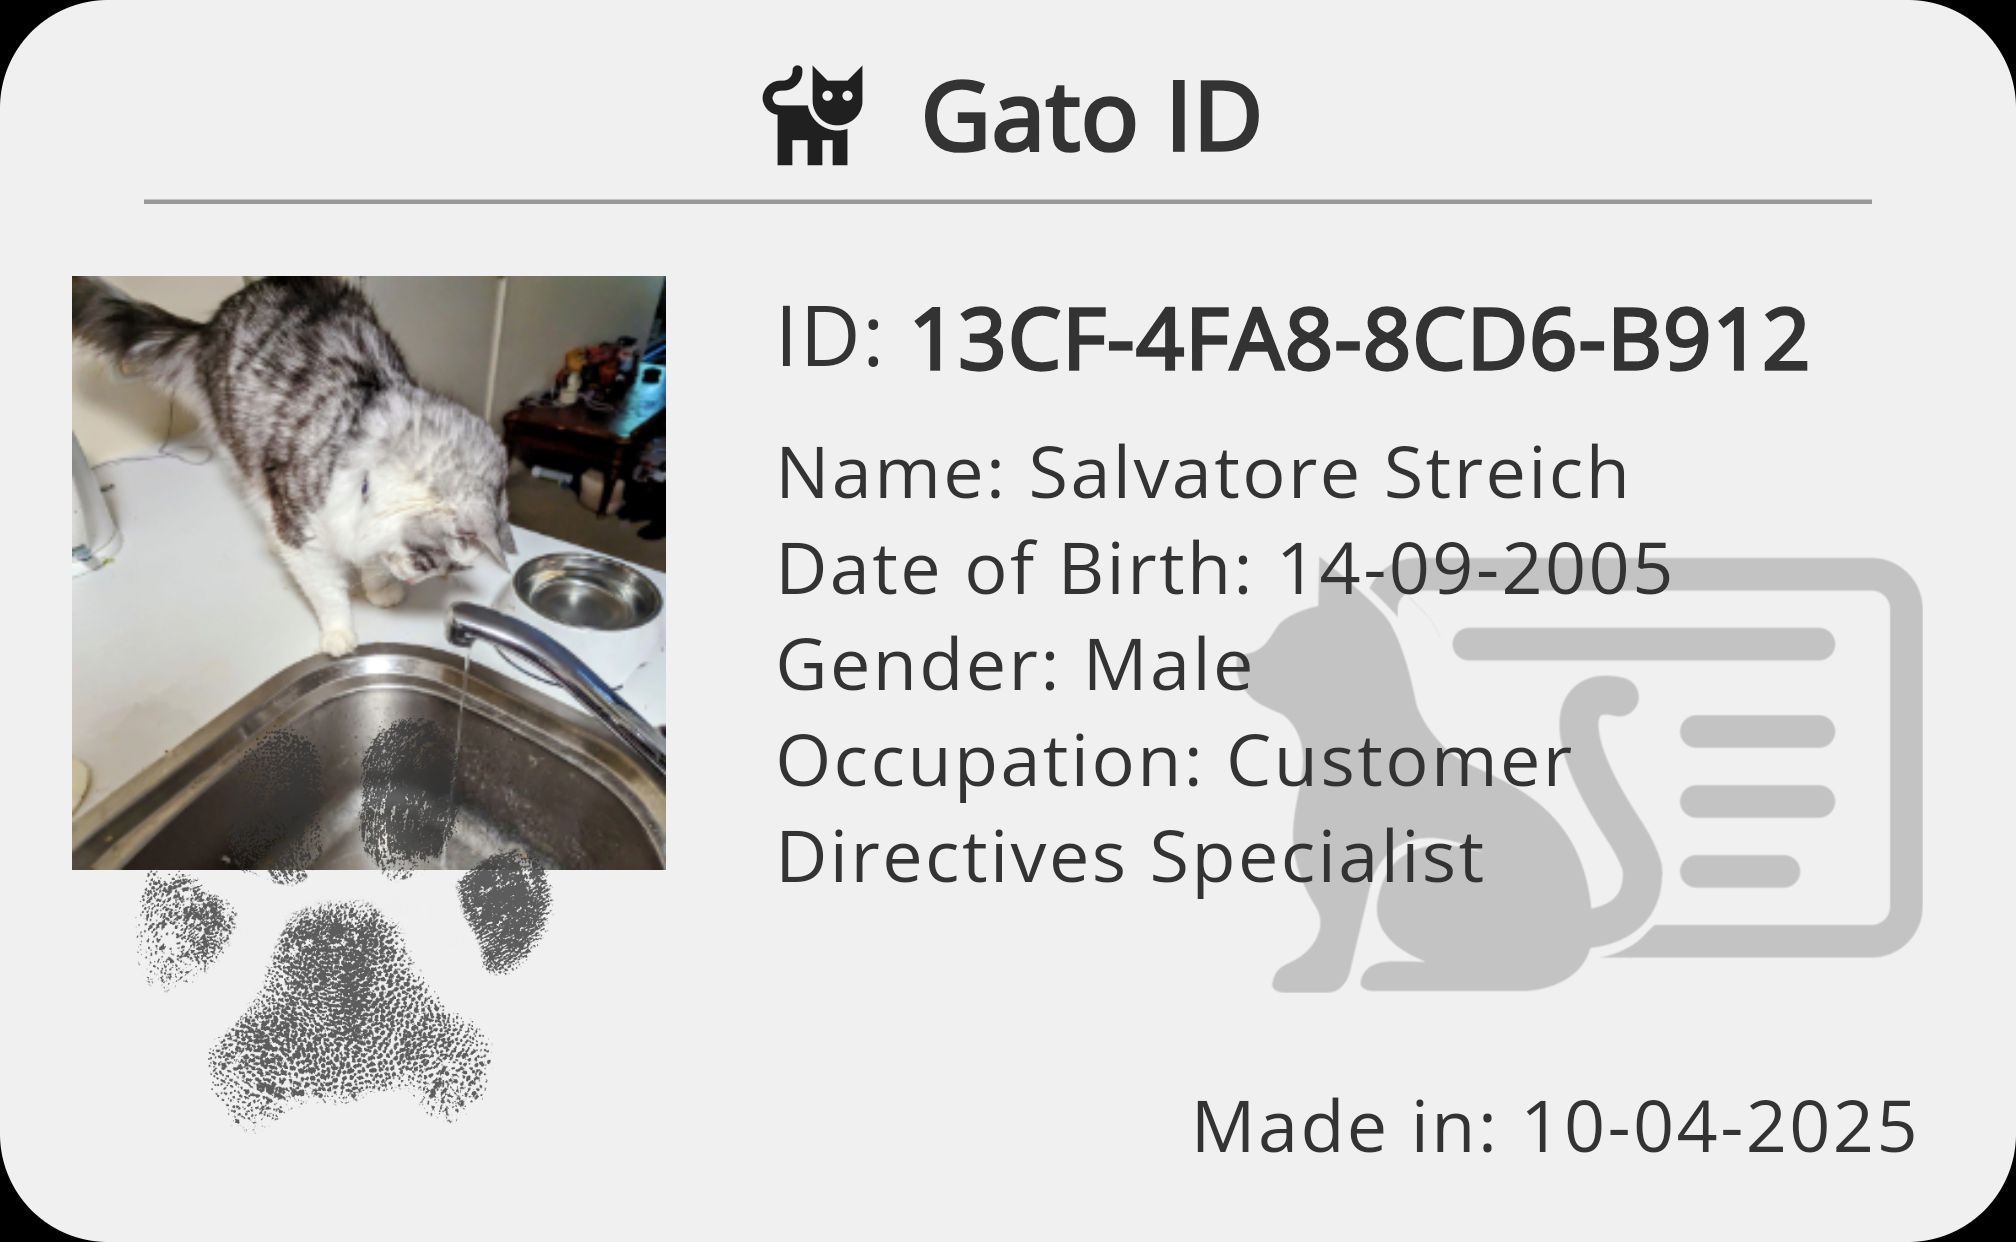 Gato ID
ID: 13CF-4FA8-8CD6-B912
Name: Salvatore Streich
Date of Birth: 14-09-2005
Gender: Male
Occupation: Customer
Directives Specialist
Made in: 10-04-2025